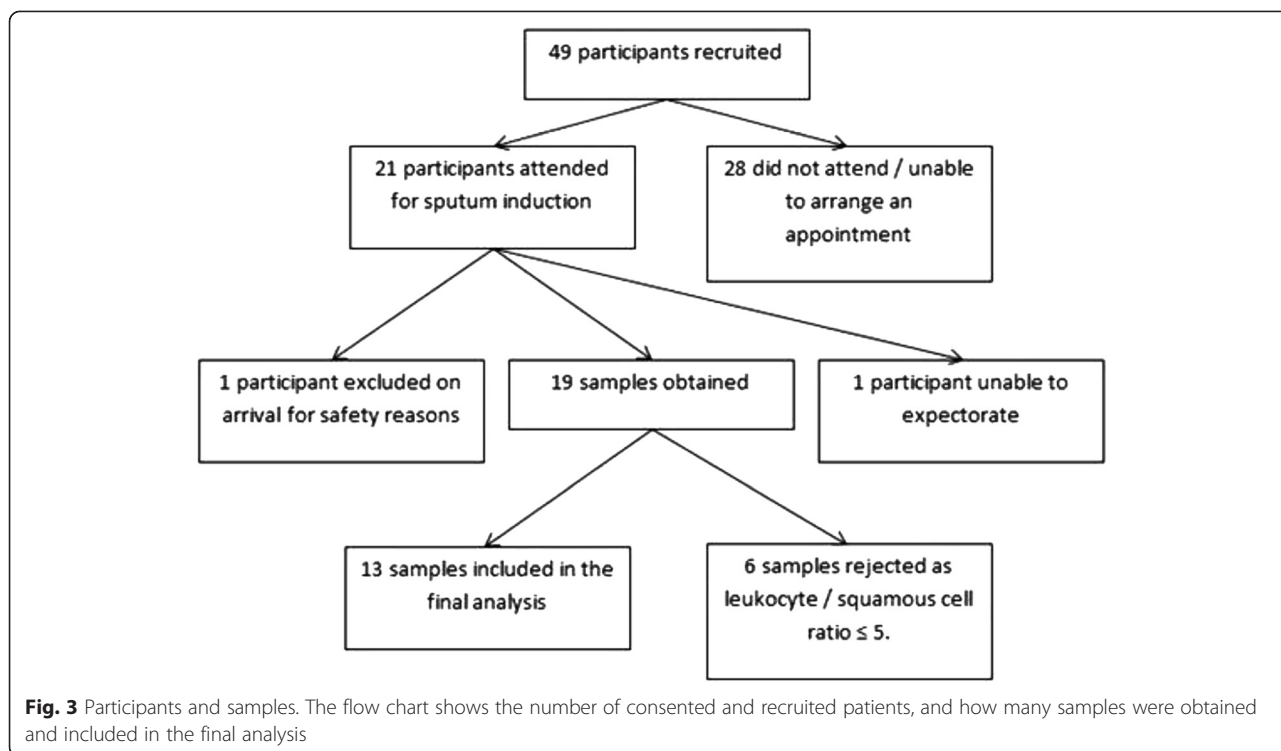 49 participants recruited
21 participants attended
for sputum induction
28 did not attend / unable
to arrange an
appointment
1 participant excluded on
arrival for safety reasons
19 samples obtained
1 participant unable to
expectorate
13 samples included in the
final analysis
6 samples rejected as
leukocyte / squamous cell
ratio ≤ 5.
Fig. 3 Participants and samples. The flow chart shows the number of consented and recruited patients, and how many samples were obtained
and included in the final analysis